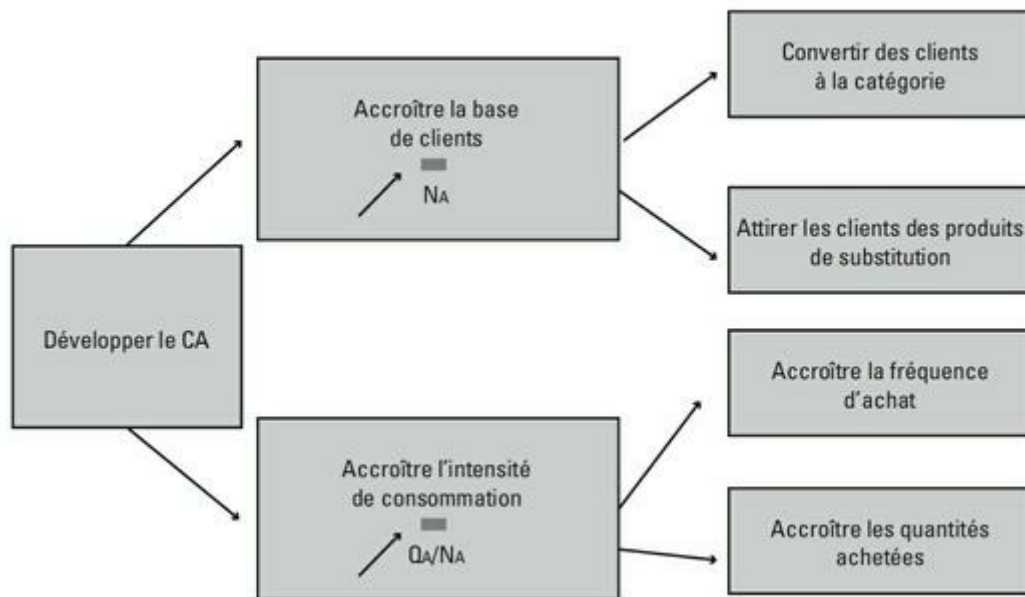 Développer le CA
Accroître la base
de clients
NA
Convertir des clients
à la catégorie
Attirer les clients des produits
de substitution
Accroître l'intensité
de consommation
QA/NA
Accroître la fréquence
d'achat
Accroître les quantités
achetées